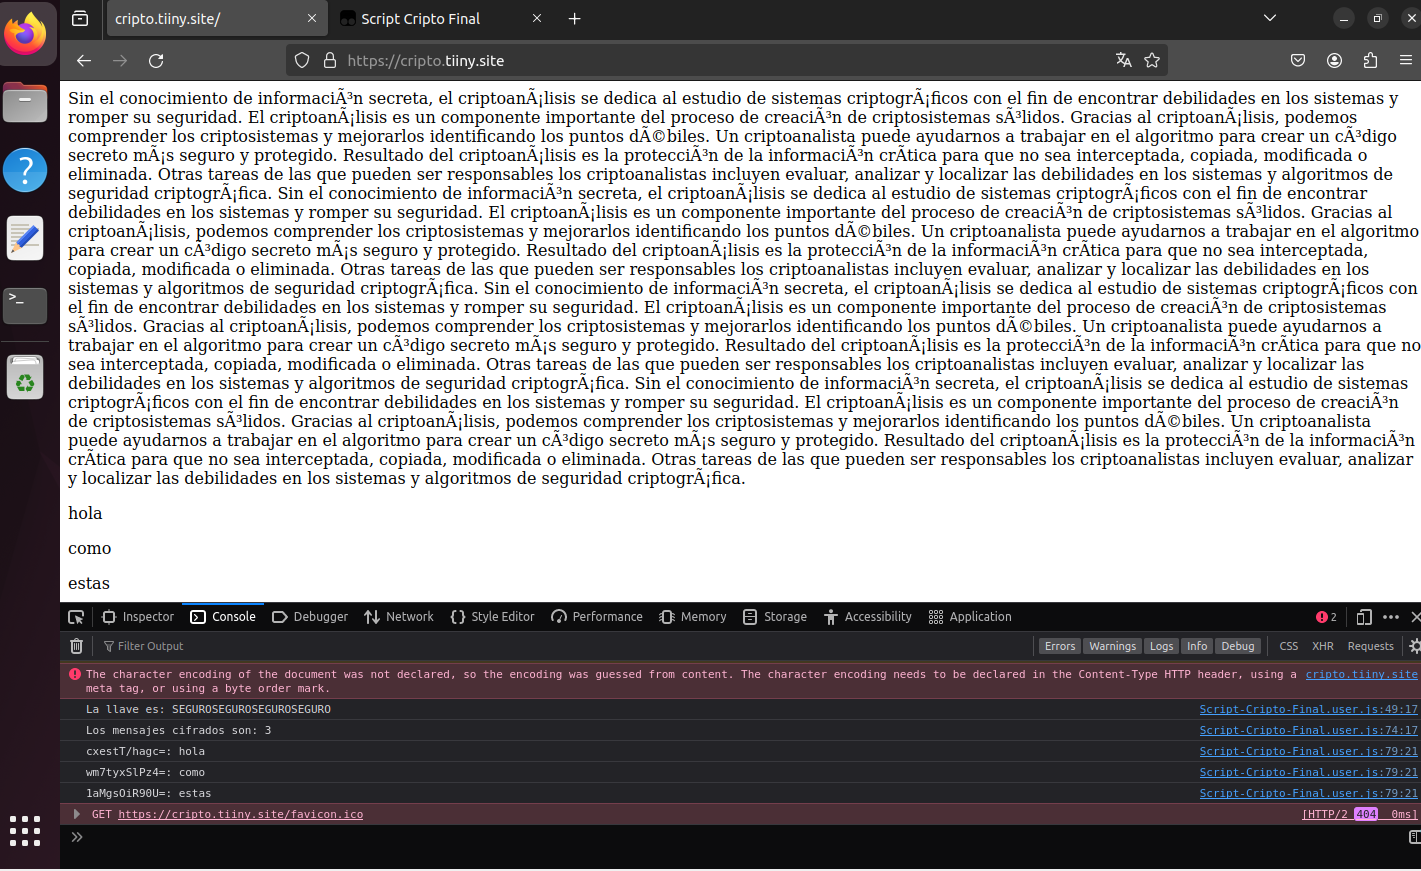 cripto.tiiny.site/
Script Cripto Final
https://cripto.tiiny.site
Sin el conocimiento de informaciÃ³n secreta, el criptoanÃ¡lisis se dedica al estudio de sistemas criptogrÃ¡ficos con el fin de encontrar debilidades en los sistemas y
romper su seguridad. El criptoanÃ¡lisis es un componente importante del proceso de creaciÃ³n de criptosistemas sÃ³lidos. Gracias al criptoanÃ¡lisis, podemos
comprender los criptosistemas y mejorarlos identificando los puntos dÃ©biles. Un criptoanalista puede ayudarnos a trabajar en el algoritmo para crear un cÃ³digo
secreto mÃ¡s seguro y protegido. Resultado del criptoanÃ¡lisis es la protecciÃ³n de la informaciÃ³n crÃtica para que no sea interceptada, copiada, modificada o
eliminada. Otras tareas de las que pueden ser responsables los criptoanalistas incluyen evaluar, analizar y localizar las debilidades en los sistemas y algoritmos de
seguridad criptogrÃ¡fica. Sin el conocimiento de informaciÃ³n secreta, el criptoanÃ¡lisis se dedica al estudio de sistemas criptogrÃ¡ficos con el fin de encontrar
debilidades en los sistemas y romper su seguridad. El criptoanÃ¡lisis es un componente importante del proceso de creaciÃ³n de criptosistemas sÃ³lidos. Gracias al
criptoanÃ¡lisis, podemos comprender los criptosistemas y mejorarlos identificando los puntos dÃ©biles. Un criptoanalista puede ayudarnos a trabajar en el algoritmo
para crear un cÃ³digo secreto mÃ¡s seguro y protegido. Resultado del criptoanÃ¡lisis es la protecciÃ³n de la informaciÃ³n crÃtica para que no sea interceptada,
copiada, modificada o eliminada. Otras tareas de las que pueden ser responsables los criptoanalistas incluyen evaluar, analizar y localizar las debilidades en los
sistemas y algoritmos de seguridad criptogrÃ¡fica. Sin el conocimiento de informaciÃ³n secreta, el criptoanÃ¡lisis se dedica al estudio de sistemas criptogrÃ¡ficos con
el fin de encontrar debilidades en los sistemas y romper su seguridad. El criptoanÃ¡lisis es un componente importante del proceso de creaciÃ³n de criptosistemas
sÃ³lidos. Gracias al criptoanÃ¡lisis, podemos comprender los criptosistemas y mejorarlos identificando los puntos dÃ©biles. Un criptoanalista puede ayudarnos a
trabajar en el algoritmo para crear un cÃ³digo secreto mÃ¡s seguro y protegido. Resultado del criptoanÃ¡lisis es la protecciÃ³n de la informaciÃ³n crÃtica para que no
sea interceptada, copiada, modificada o eliminada. Otras tareas de las que pueden ser responsables los criptoanalistas incluyen evaluar, analizar y localizar las
debilidades en los sistemas y algoritmos de seguridad criptogrÃ¡fica. Sin el conocimiento de informaciÃ³n secreta, el criptoanÃ¡lisis se dedica al estudio de sistemas
criptogrÃ¡ficos con el fin de encontrar debilidades en los sistemas y romper su seguridad. El criptoanÃ¡lisis es un componente importante del proceso de creaciÃ³n
de criptosistemas sÃ³lidos. Gracias al criptoanÃ¡lisis, podemos comprender los criptosistemas y mejorarlos identificando los puntos dÃ©biles. Un criptoanalista
puede ayudarnos a trabajar en el algoritmo para crear un cÃ³digo secreto mÃ¡s seguro y protegido. Resultado del criptoanÃ¡lisis es la protecciÃ³n de la informaciÃ³n
crÃtica para que no sea interceptada, copiada, modificada o eliminada. Otras tareas de las que pueden ser responsables los criptoanalistas incluyen evaluar, analizar
y localizar las debilidades en los sistemas y algoritmos de seguridad criptogrÃ¡fica.
hola
como
estas
Inspector Console Debugger Network Style Editor Performance Memory Storage Accessibility Application 2
Filter Output Errors Warnings Logs Info Debug CSS XHR Requests
The character encoding of the document was not declared, so the encoding was guessed from content. The character encoding needs to be declared in the Content-Type HTTP header, using a cripto.tiiny.site
meta tag, or using a byte order mark.
La llave es: SEGUROSEGUROSEGUROSEGURO Script-Cripto-Final.user.js:49:17
Los mensajes cifrados son: 3 Script-Cripto-Final.user.js:74:17
cxestT/hagc=: hola Script-Cripto-Final.user.js:79:21
wm7tyxSlPz4=: como Script-Cripto-Final.user.js:79:21
1aMgsOiR90U=: estas Script-Cripto-Final.user.js:79:21
GET https://cripto.tiiny.site/favicon.ico [HTTP/2 404 0ms]